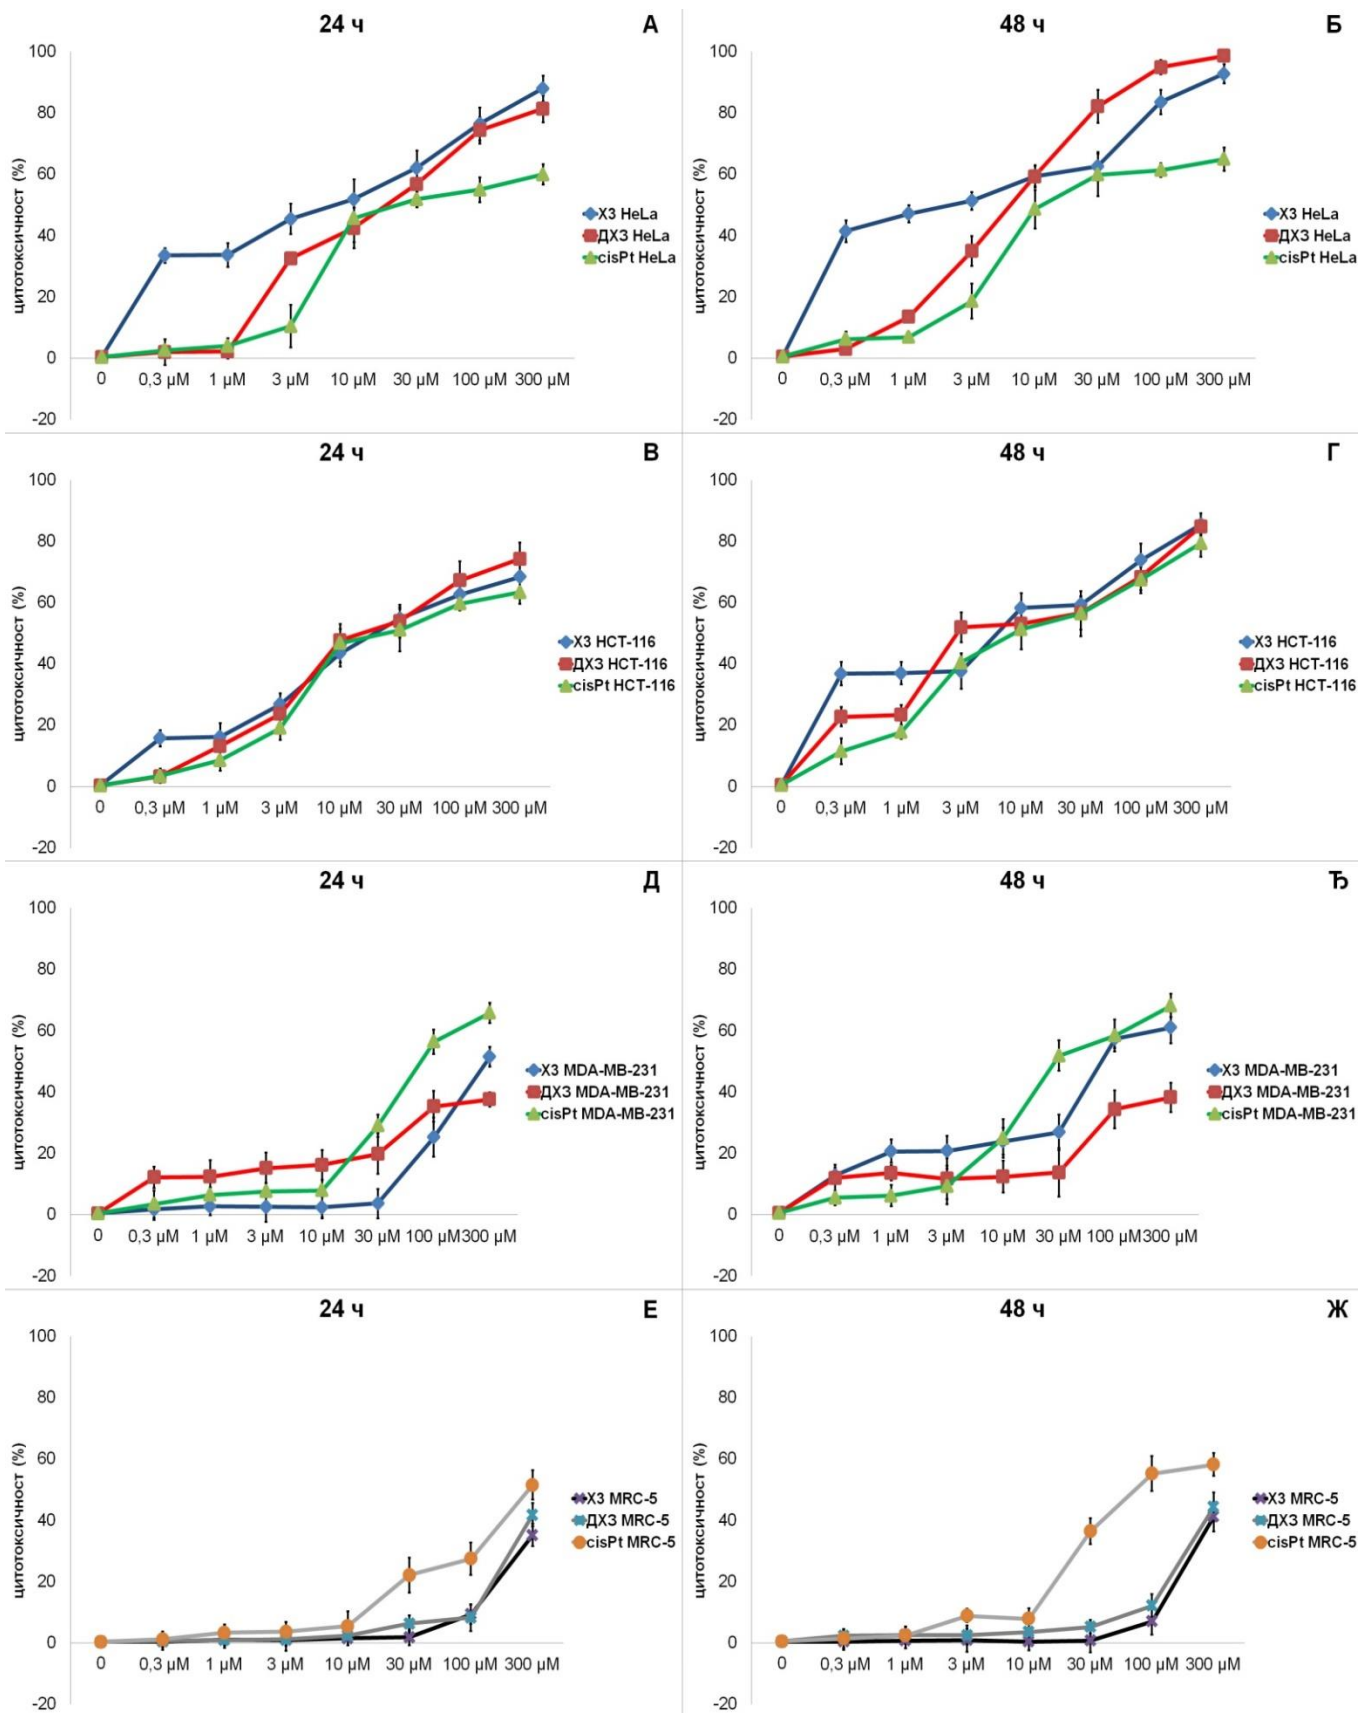 24 ч
А
цитотоксичност (%)
100
80
60
40
20
0
-20
0 0,3 µM 1 µM 3 µM 10 µM 30 µM 100 µM 300 µM
ХЗ HeLa
ДХЗ HeLa
cisPt HeLa
48 ч
Б
цитотоксичност (%)
100
80
60
40
20
0
-20
0 0,3 µM 1 µM 3 µM 10 µM 30 µM 100 µM 300 µM
ХЗ HeLa
ДХЗ HeLa
cisPt HeLa
24 ч
В
цитотоксичност (%)
100
80
60
40
20
0
-20
0 0,3 µM 1 µM 3 µM 10 µM 30 µM 100 µM 300 µM
ХЗ HCT-116
ДХЗ HCT-116
cisPt HCT-116
48 ч
Г
цитотоксичност (%)
100
80
60
40
20
0
-20
0 0,3 µM 1 µM 3 µM 10 µM 30 µM 100 µM 300 µM
ХЗ HCT-116
ДХЗ HCT-116
cisPt HCT-116
24 ч
Д
цитотоксичност (%)
100
80
60
40
20
0
-20
0 0,3 µM 1 µM 3 µM 10 µM 30 µM 100 µM 300 µM
ХЗ MDA-MB-231
ДХЗ MDA-MB-231
cisPt MDA-MB-231
48 ч
Ђ
цитотоксичност (%)
100
80
60
40
20
0
-20
0 0,3 µM 1 µM 3 µM 10 µM 30 µM 100 µM 300 µM
ХЗ MDA-MB-231
ДХЗ MDA-MB-231
cisPt MDA-MB-231
24 ч
Е
цитотоксичност (%)
100
80
60
40
20
0
-20
0 0,3 µM 1 µM 3 µM 10 µM 30 µM 100 µM 300 µM
ХЗ MRC-5
ДХЗ MRC-5
cisPt MRC-5
48 ч
Ж
цитотоксичност (%)
100
80
60
40
20
0
-20
0 0,3 µM 1 µM 3 µM 10 µM 30 µM 100 µM 300 µM
ХЗ MRC-5
ДХЗ MRC-5
cisPt MRC-5